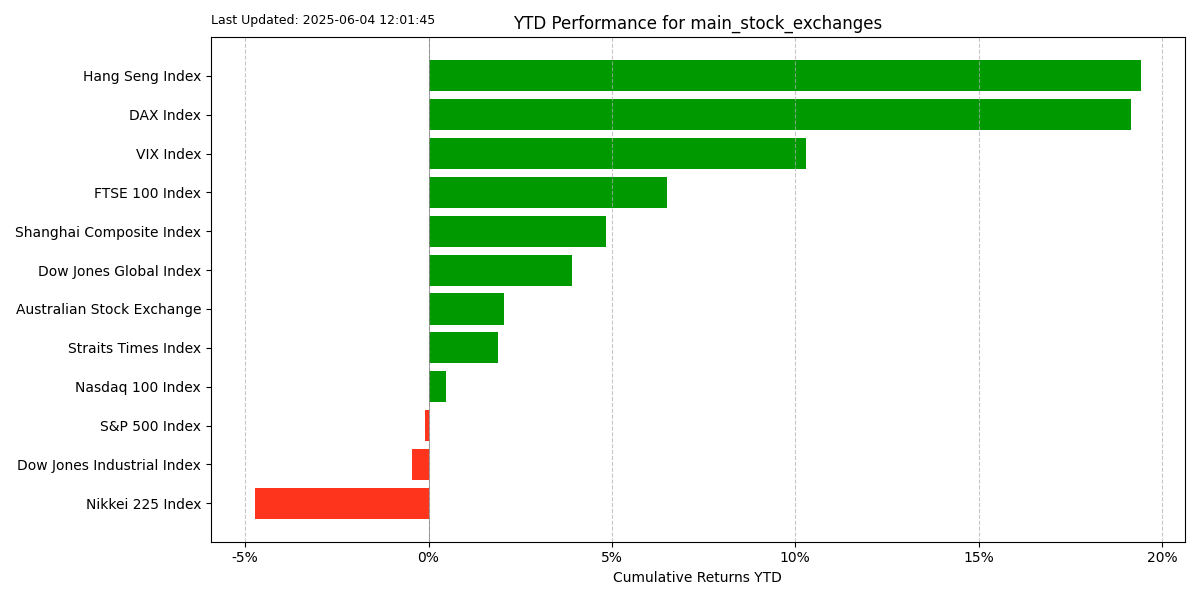 Last Updated: 2025-06-04 12:01:45
YTD Performance for main_stock_exchanges
Hang Seng Index
DAX Index
VIX Index
FTSE 100 Index
Shanghai Composite Index
Dow Jones Global Index
Australian Stock Exchange
Straits Times Index
Nasdaq 100 Index
S&P 500 Index
Dow Jones Industrial Index
Nikkei 225 Index
-5% 0% 5% 10% 15% 20%
Cumulative Returns YTD